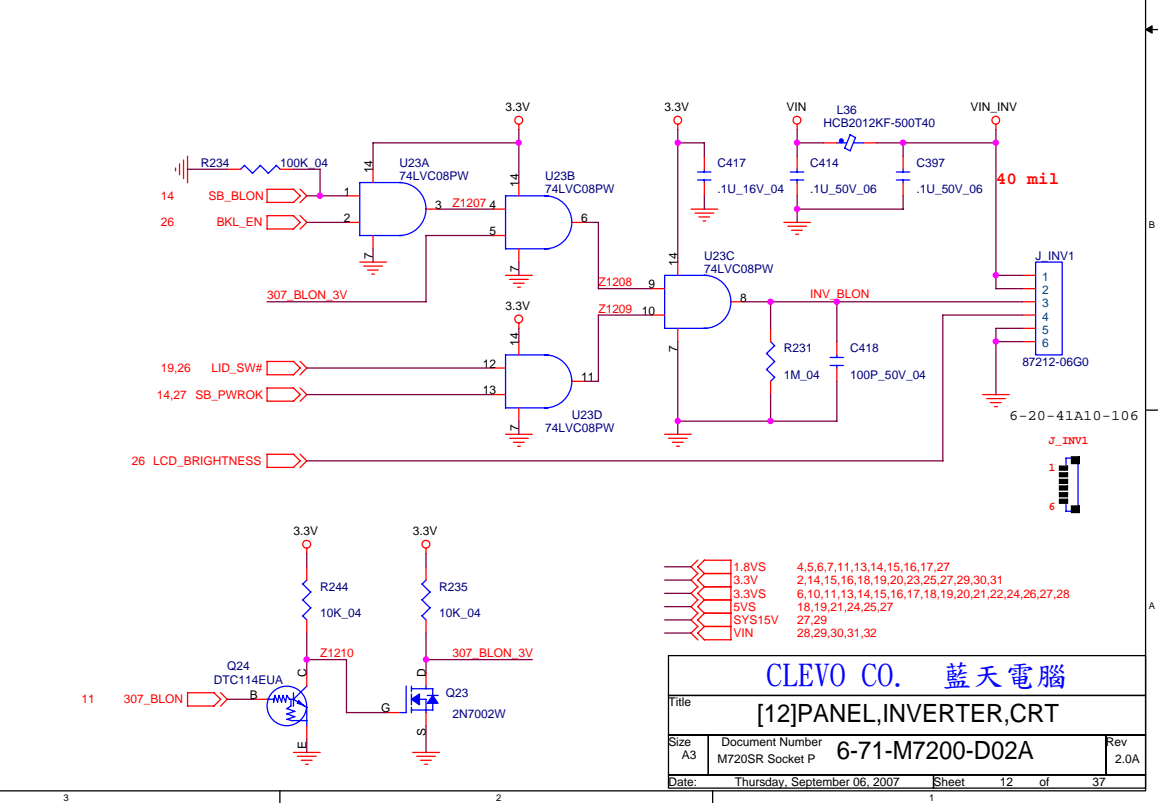 3.3V
3.3V
VIN
L36
HCB2012KF-500T40
VIN_INV
R234
100K_04
14
U23A
74LVC08PW
14
U23B
74LVC08PW
C417
.1U_16V_04
C414
.1U_50V_06
C397
.1U_50V_06
40 mil
14 SB_BLON
1
26 BKL_EN
2
3
Z1207
4
5
6
7
7
B
307_BLON_3V
3.3V
14
U23C
74LVC08PW
14
Z1208
9
Z1209
10
8
INV_BLON
7
J_INV1
1
2
3
4
5
6
87212-06G0
19,26 LID_SW#
12
14,27 SB_PWROK
13
11
7
U23D
74LVC08PW
R231
1M_04
C418
100P_50V_04
6-20-41A10-106
26 LCD_BRIGHTNESS
J_INV1
1
6
3.3V
3.3V
R244
10K_04
R235
10K_04
Z1210
307_BLON_3V
Q24
DTC114EUA
11 307_BLON
B
C
E
G
D
S
Q23
2N7002W
1.8VS 4,5,6,7,11,13,14,15,16,17,27
3.3V 2,14,15,16,18,19,20,23,25,27,29,30,31
3.3VS 6,10,11,13,14,15,16,17,18,19,20,21,22,24,26,27,28
5VS 18,19,21,24,25,27
SYS15V 27,29
VIN 28,29,30,31,32
A
CLEVO CO. 藍天電腦
Title
[12]PANEL,INVERTER,CRT
Size
A3
Document Number
M720SR Socket P
6-71-M7200-D02A
Rev
2.0A
Date: Thursday, September 06, 2007 Sheet 12 of 37
3
2
1